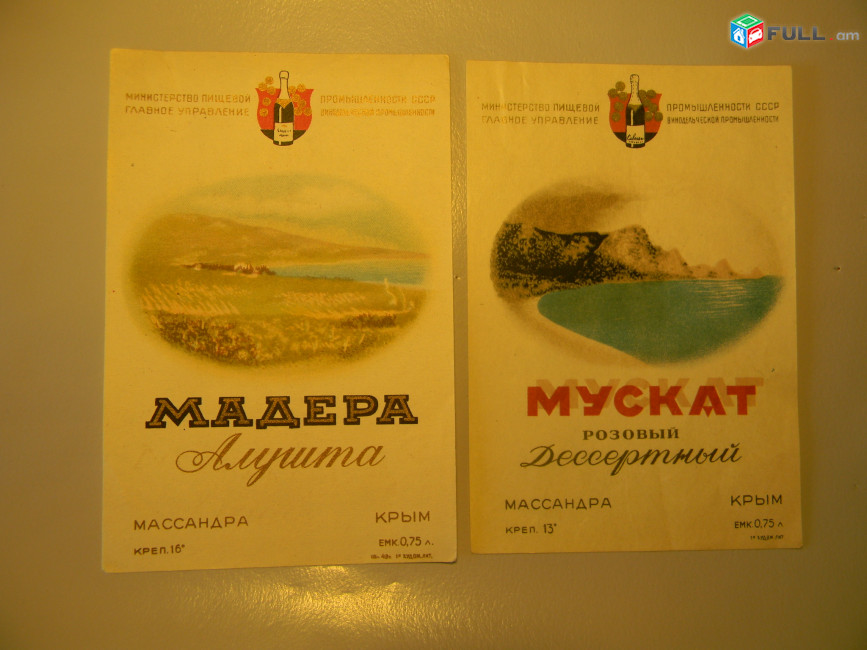 FULL.am
МИНИСТЕРСТВО ПИЩЕВОЙ ПРОМЫШЛЕННОСТИ СССР
ГЛАВНОЕ УПРАВЛЕНИЕ ВИНОДЕЛЬЧЕСКОЙ ПРОМЫШЛЕННОСТИ
МАДЕРА
Алушта
МАССАНДРА КРЫМ
КРЕП. 16° ЕМК. 0,75 л.
МИНИСТЕРСТВО ПИЩЕВОЙ ПРОМЫШЛЕННОСТИ СССР
ГЛАВНОЕ УПРАВЛЕНИЕ ВИНОДЕЛЬЧЕСКОЙ ПРОМЫШЛЕННОСТИ
МУСКАТ
РОЗОВЫЙ
Десертный
МАССАНДРА КРЫМ
КРЕП. 13° ЕМК. 0,75 л.